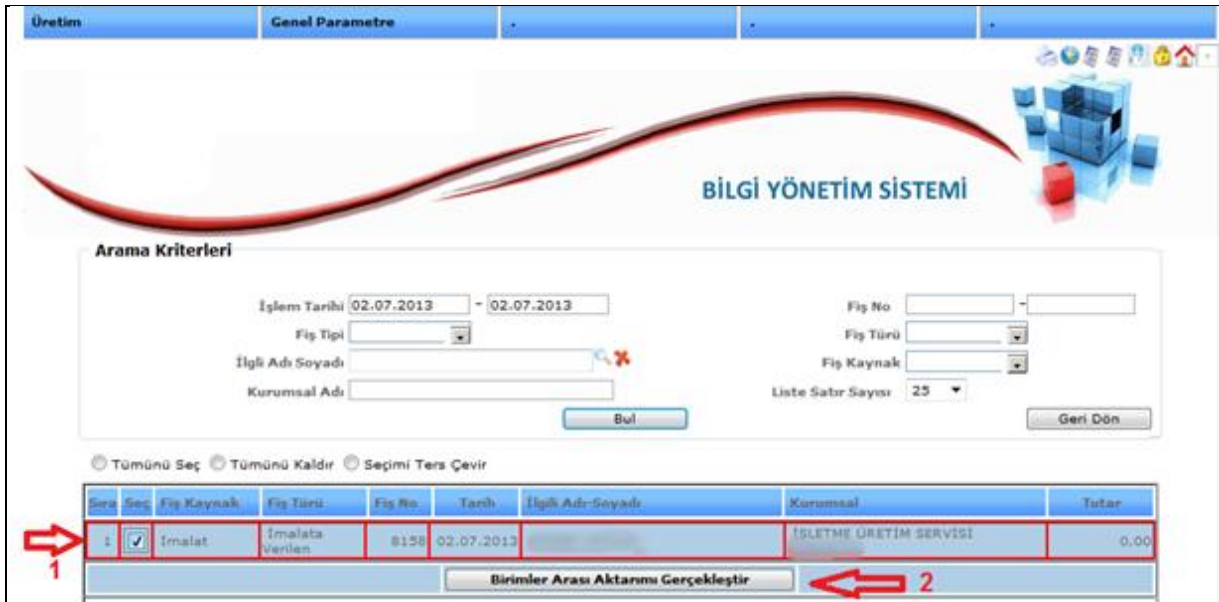 Üretim Genel Parametre . . .
BİLGİ YÖNETİM SİSTEMİ
Arama Kriterleri
İşlem Tarihi 02.07.2013 - 02.07.2013 Fiş No -
Fiş Tipi Fiş Türü
İlgili Adı Soyadı Fiş Kaynak
Kurumsal Adı Liste Satır Sayısı 25
Bul Geri Dön
Tümünü Seç Tümünü Kaldır Seçimi Ters Çevir
Sıra Seç Fiş Kaynak Fiş Türü Fiş No Tarih İlgili Adı-Soyadı Kurumsal Tutar
1 İmalat İmalata Verilen 8158 02.07.2013 İŞLETME ÜRETİM SERVİSİ 0,00
1
Birimler Arası Aktarımı Gerçekleştir 2